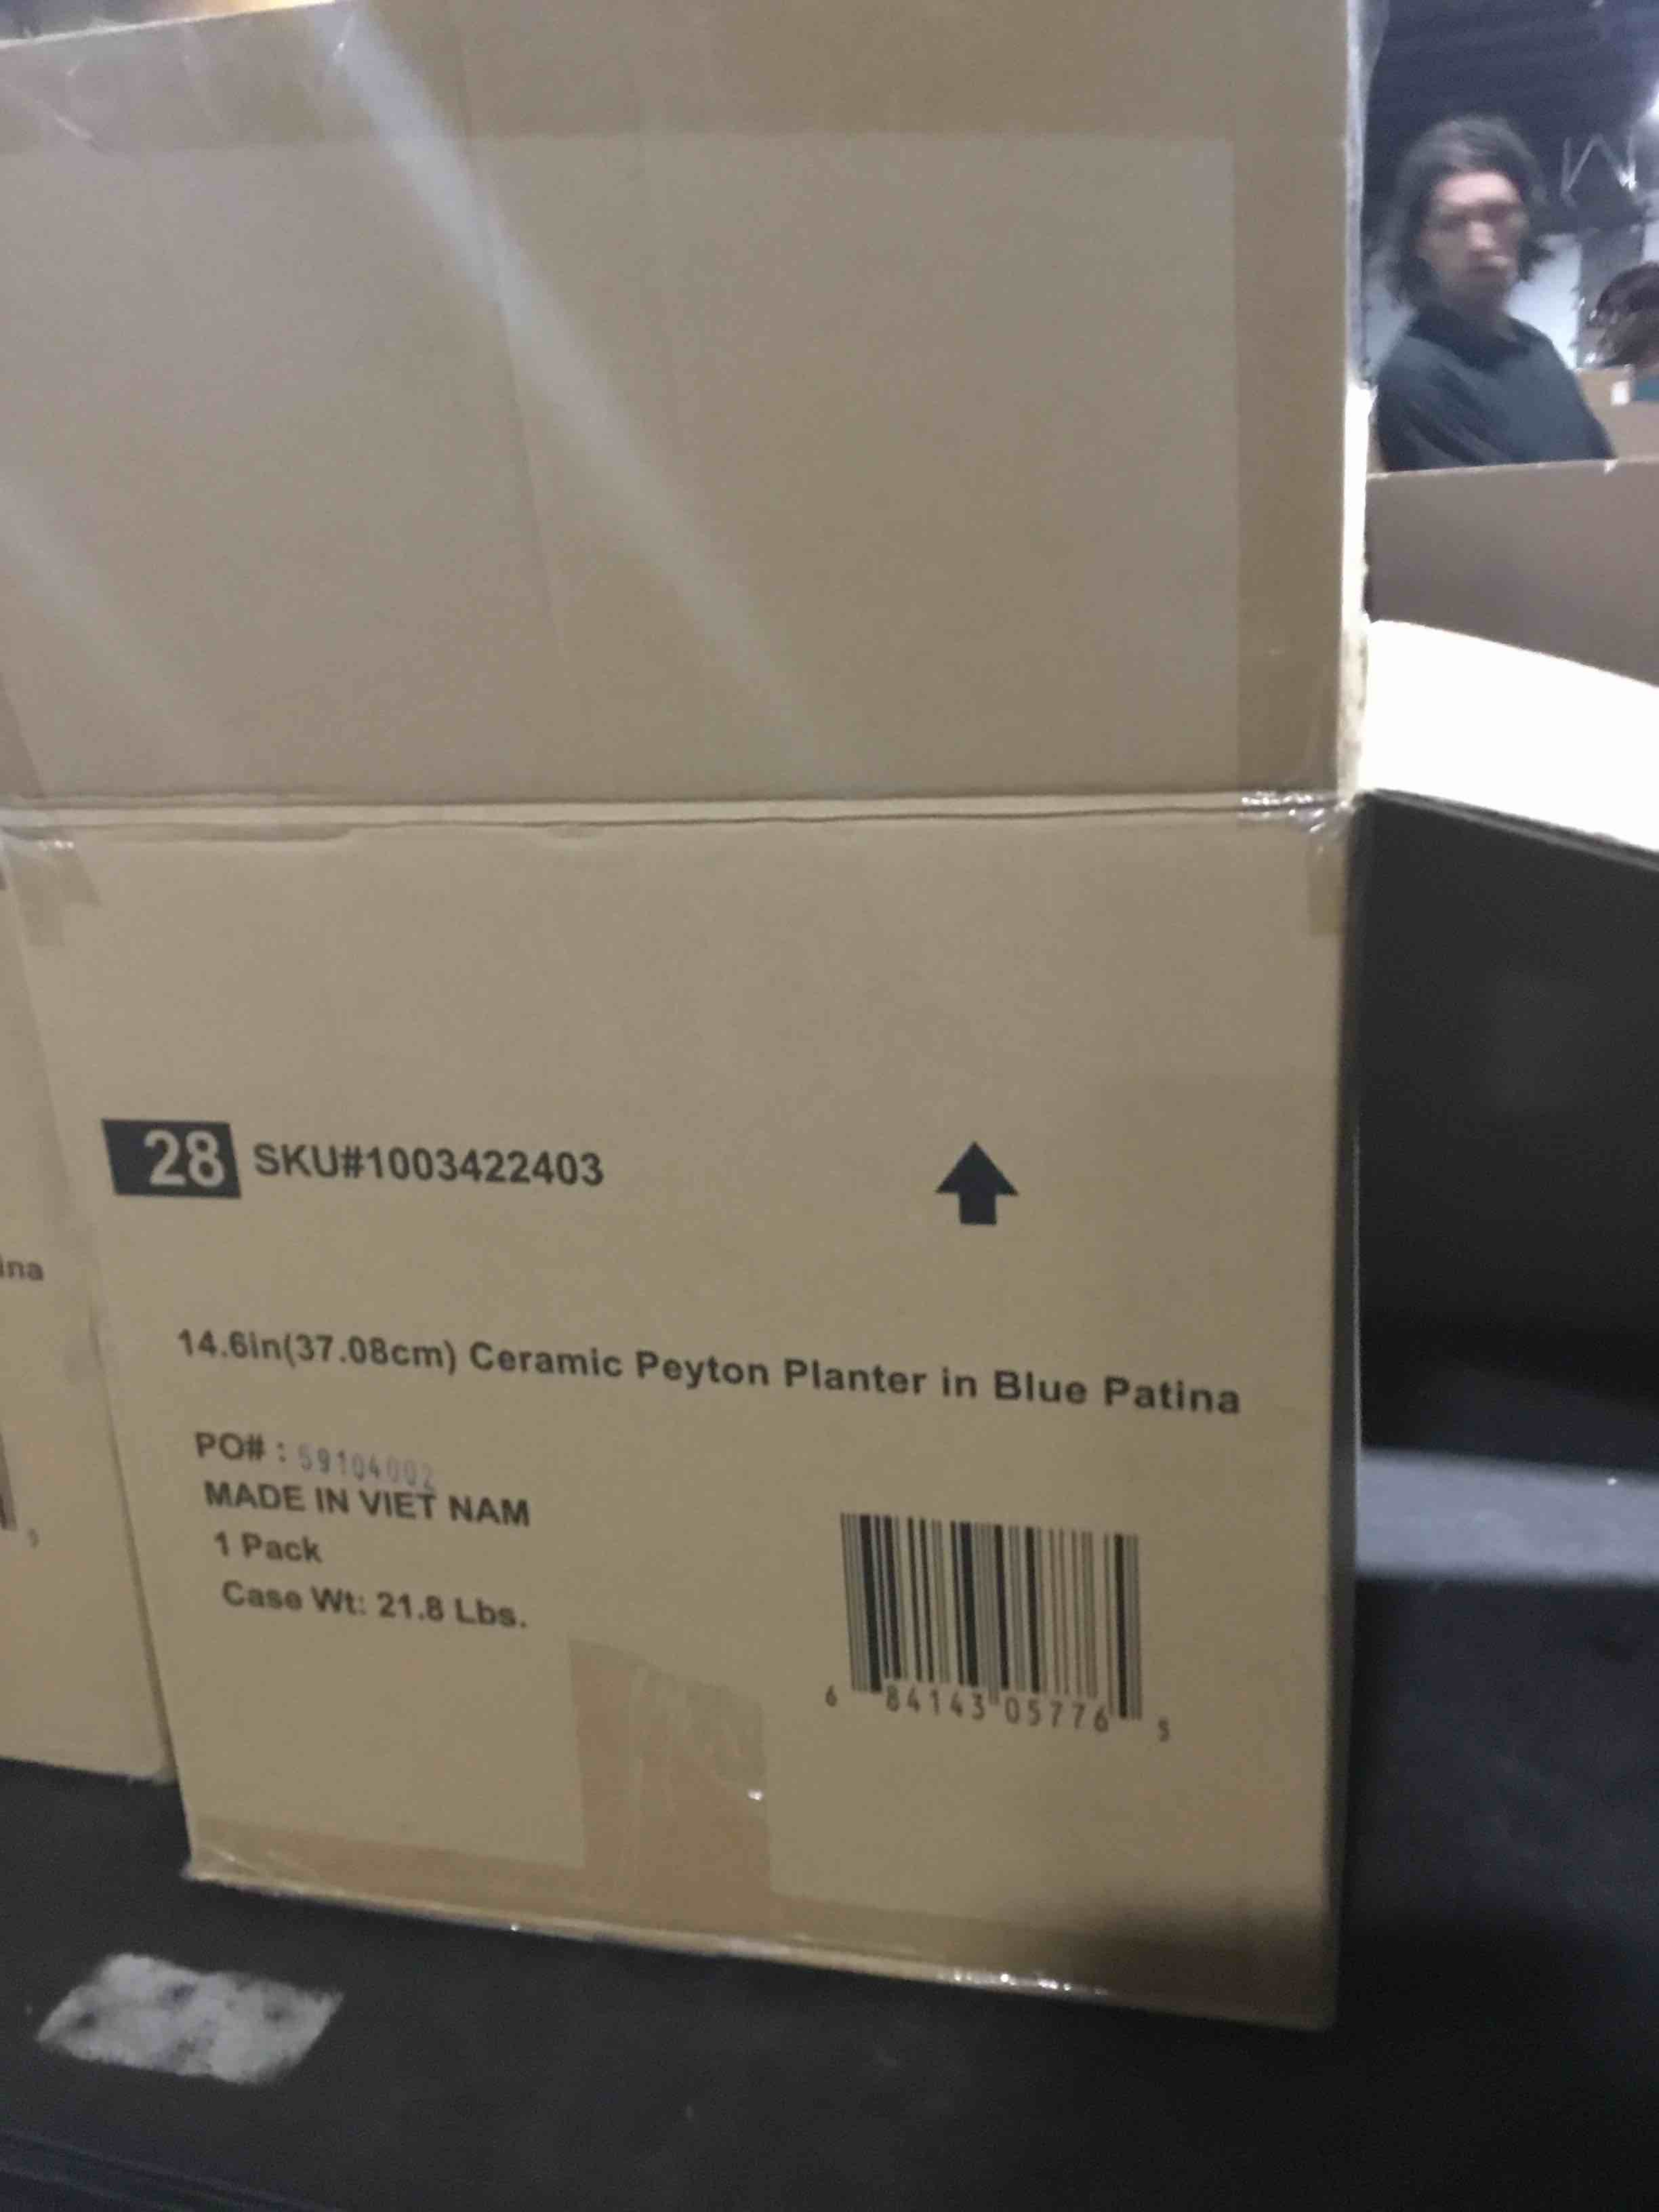 28 SKU#1003422403
ina
14.6in(37.08cm) Ceramic Peyton Planter in Blue Patina
PO# : 59104002
MADE IN VIET NAM
1 Pack
Case Wt: 21.8 Lbs.
6 84143 05776 5